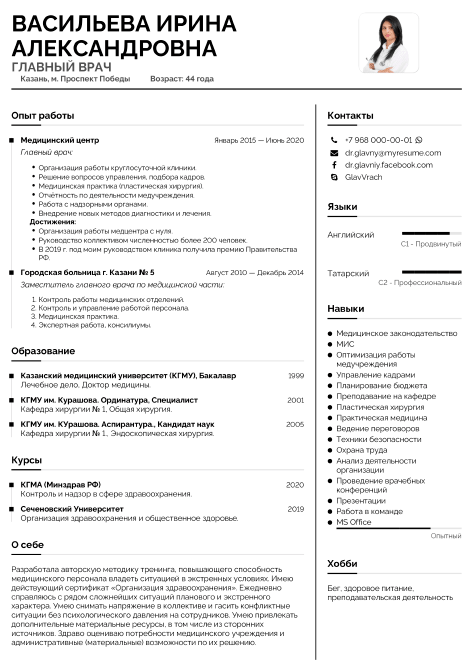 ВАСИЛЬЕВА ИРИНА
АЛЕКСАНДРОВНА
ГЛАВНЫЙ ВРАЧ
Казань, м. Проспект Победы Возраст: 44 года
Опыт работы
Медицинский центр Январь 2015 — Июнь 2020
Главный врач:
Организация работы круглосуточной клиники.
Решение вопросов управления, подбора кадров.
Медицинская практика (пластическая хирургия).
Отчётность по деятельности медучреждения.
Работа с надзорными органами.
Внедрение новых методов диагностики и лечения.
Достижения:
Организация работы медцентра с нуля.
Руководство коллективом численностью более 200 человек.
В 2019 г. под моим руководством клиника получила премию Правительства
РФ.
Городская больница г. Казани № 5 Август 2010 — Декабрь 2014
Заместитель главного врача по медицинской части:
1. Контроль работы медицинских отделений.
2. Контроль и управление работой персонала.
3. Медицинская практика.
4. Экспертная работа, консилиумы.
Образование
Казанский медицинский университет (КГМУ), Бакалавр 1999
Лечебное дело. Доктор медицины.
КГМУ им. Курашова. Ординатура, Специалист 2001
Кафедра хирургии № 1, Общая хирургия.
КГМУ им. КУрашова. Аспирантура., Кандидат наук 2005
Кафедра хирургии № 1., Эндоскопическая хирургия.
Курсы
КГМА (Минздрав РФ) 2020
Контроль и надзор в сфере здравоохранения.
Сеченовский Университет 2019
Организация здравоохранения и общественное здоровье.
О себе
Разработала авторскую методику тренинга, повышающего способность
медицинского персонала владеть ситуацией в экстренных условиях. Имею
действующий сертификат «Организация здравоохранения». Ежедневно
справляюсь с рядом сложнейших ситуаций планового и экстренного
характера. Умею снимать напряжение в коллективе и гасить конфликтные
ситуации без психологического давления на сотрудников. Умею привлекать
дополнительные материальные ресурсы, в том числе из сторонних
источников. Здраво оцениваю потребности медицинского учреждения и
административные (материальные) возможности по их решению.
Контакты
+7 968 000-00-01
dr.glavny@myresume.com
dr.glavniy.facebook.com
GlavVrach
Языки
Английский
C1 - Продвинутый
Татарский
C2 - Профессиональный
Навыки
Медицинское законодательство
МИС
Оптимизация работы
медучреждения
Управление кадрами
Планирование бюджета
Преподавание на кафедре
Пластическая хирургия
Практическая медицина
Ведение переговоров
Техники безопасности
Охрана труда
Анализ деятельности
организации
Проведение врачебных
конференций
Презентации
Работа в команде
MS Office
Опытный
Хобби
Бег, здоровое питание,
преподавательская деятельность